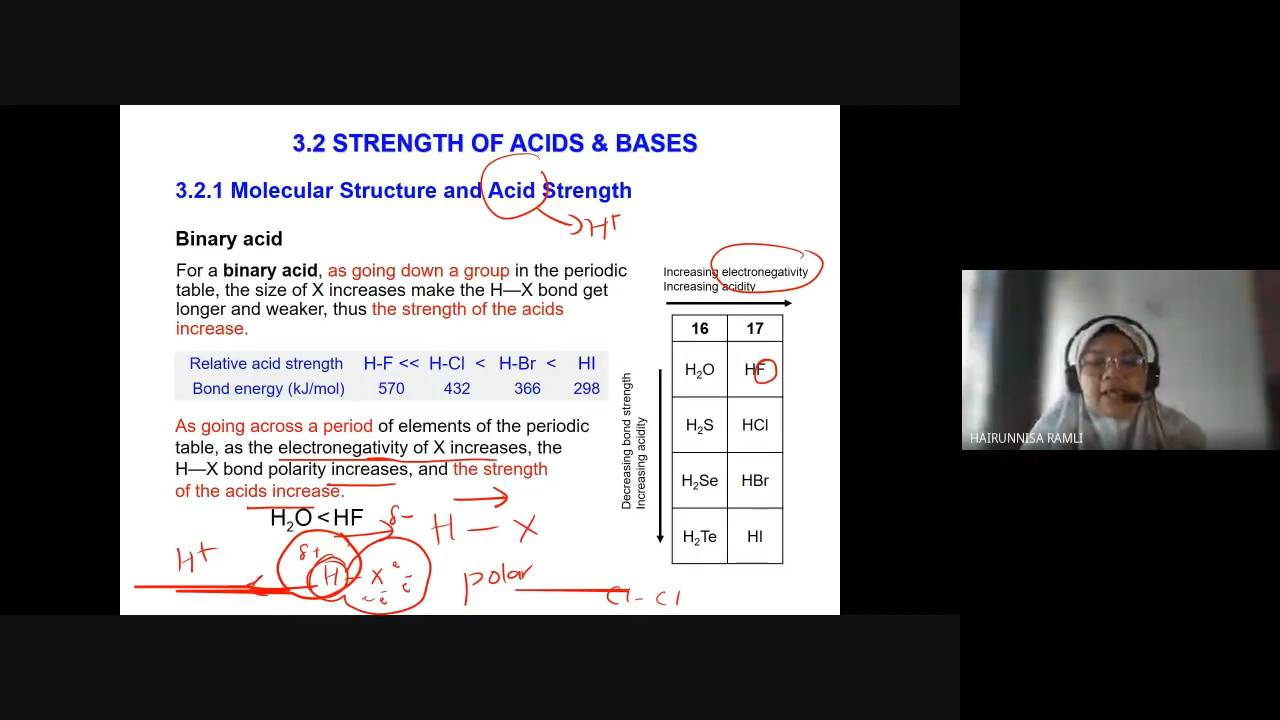 3.2 STRENGTH OF ACIDS & BASES
3.2.1 Molecular Structure and Acid Strength
H+
Binary acid
For a binary acid, as going down a group in the periodic
table, the size of X increases make the H—X bond get
longer and weaker, thus the strength of the acids
increase.
Relative acid strength H-F << H-Cl < H-Br < HI
Bond energy (kJ/mol) 570 432 366 298
As going across a period of elements of the periodic
table, as the electronegativity of X increases, the
H—X bond polarity increases, and the strength
of the acids increase.
H₂O < HF
δ-
H — X
H+
δ+
H - X
polar
Cl - Cl
Increasing electronegativity
Increasing acidity
Decreasing bond strength
Increasing acidity
16 17
H₂O HF
H₂S HCl
H₂Se HBr
H₂Te HI
HAIRUNNISA RAMLI